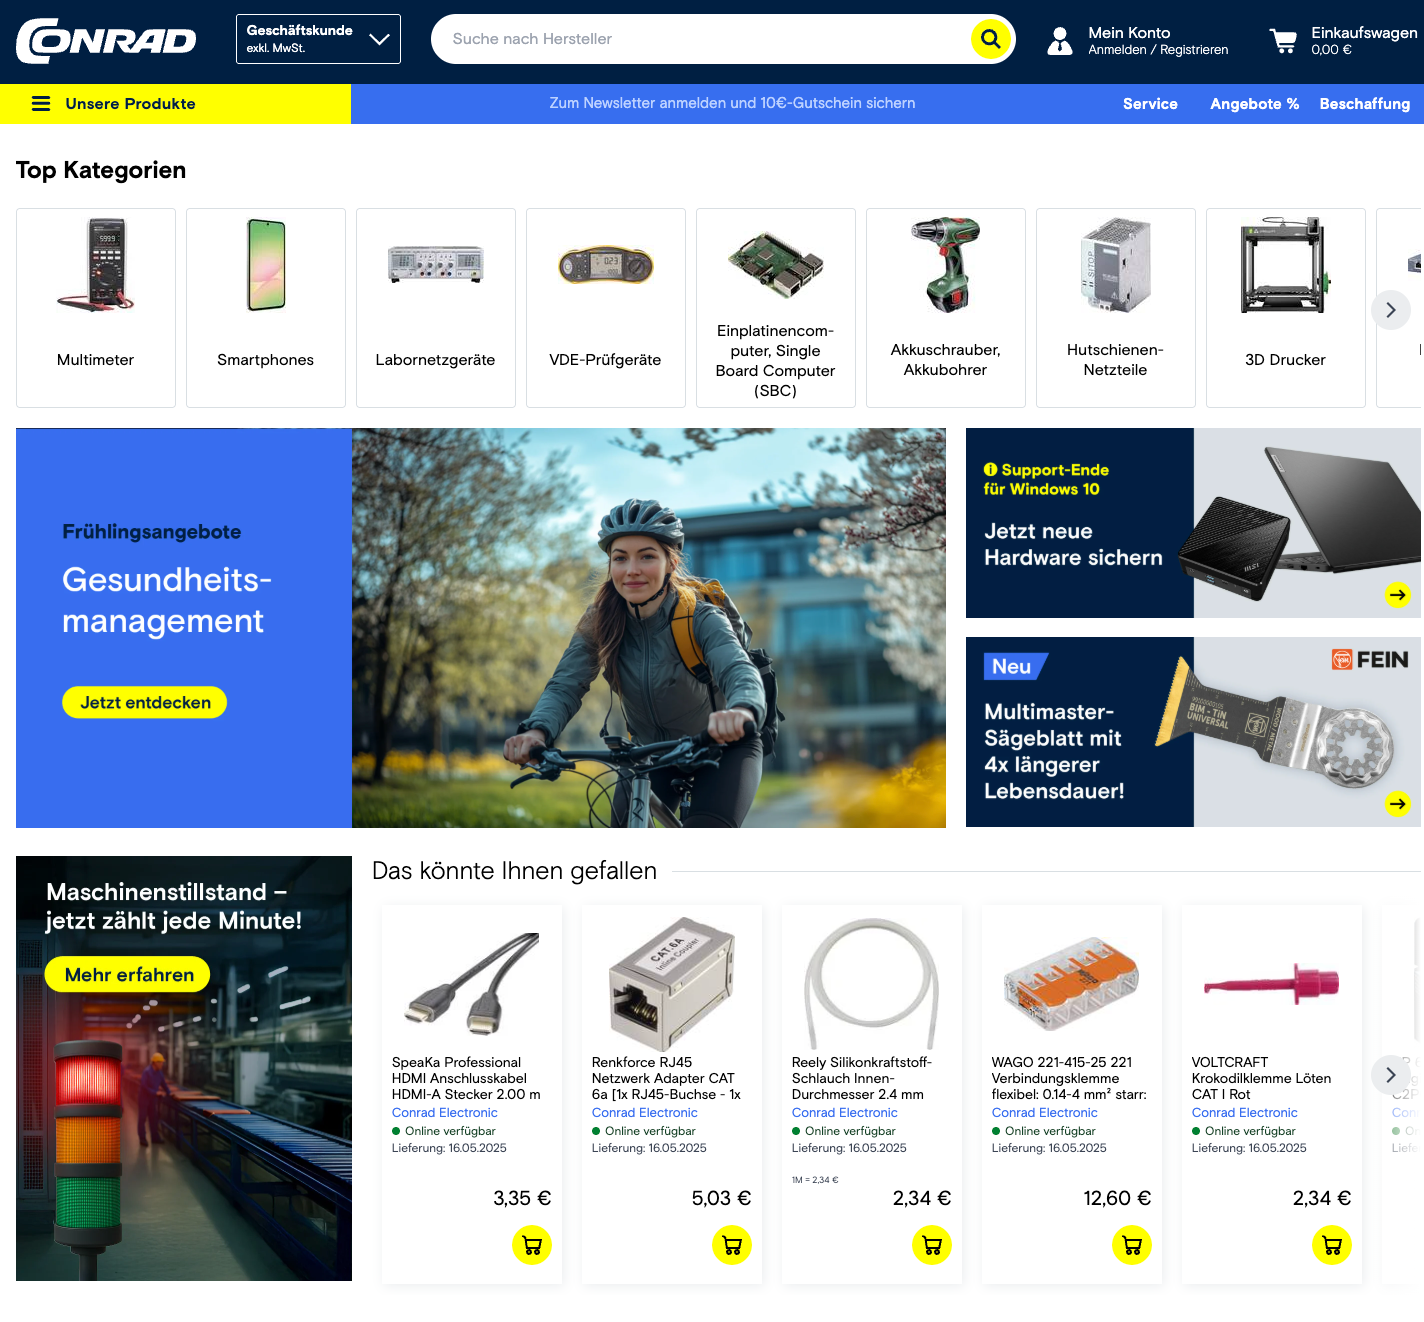 CONRAD
Geschäftskunde
exkl. MwSt.
Suche nach Hersteller
Mein Konto
Anmelden / Registrieren
Einkaufswagen
0,00 €
Unsere Produkte
Zum Newsletter anmelden und 10€-Gutschein sichern
Service
Angebote %
Beschaffung
Top Kategorien
Multimeter
Smartphones
Labornetzgeräte
VDE-Prüfgeräte
Einplatinencom-
puter, Single
Board Computer
(SBC)
Akkuschrauber,
Akkubohrer
Hutschienen-
Netzteile
3D Drucker
Frühlingsangebote
Gesundheits-
management
Jetzt entdecken
Support-Ende
für Windows 10
Jetzt neue
Hardware sichern
Neu
FEIN
Multimaster-
Sägeblatt mit
4x längerer
Lebensdauer!
BIM - TiN
UNIVERSAL
Maschinenstillstand –
jetzt zählt jede Minute!
Mehr erfahren
Das könnte Ihnen gefallen
CAT.6A
Inline Coupler
SpeaKa Professional
HDMI Anschlusskabel
HDMI-A Stecker 2.00 m
Conrad Electronic
Online verfügbar
Lieferung: 16.05.2025
3,35 €
Renkforce RJ45
Netzwerk Adapter CAT
6a [1x RJ45-Buchse - 1x
Conrad Electronic
Online verfügbar
Lieferung: 16.05.2025
5,03 €
Reely Silikonkraftstoff-
Schlauch Innen-
Durchmesser 2.4 mm
Conrad Electronic
Online verfügbar
Lieferung: 16.05.2025
1M = 2,34 €
2,34 €
WAGO 221-415-25 221
Verbindungsklemme
flexibel: 0.14-4 mm² starr:
Conrad Electronic
Online verfügbar
Lieferung: 16.05.2025
12,60 €
VOLTCRAFT
Krokodilklemme Löten
CAT I Rot
Conrad Electronic
Online verfügbar
Lieferung: 16.05.2025
2,34 €